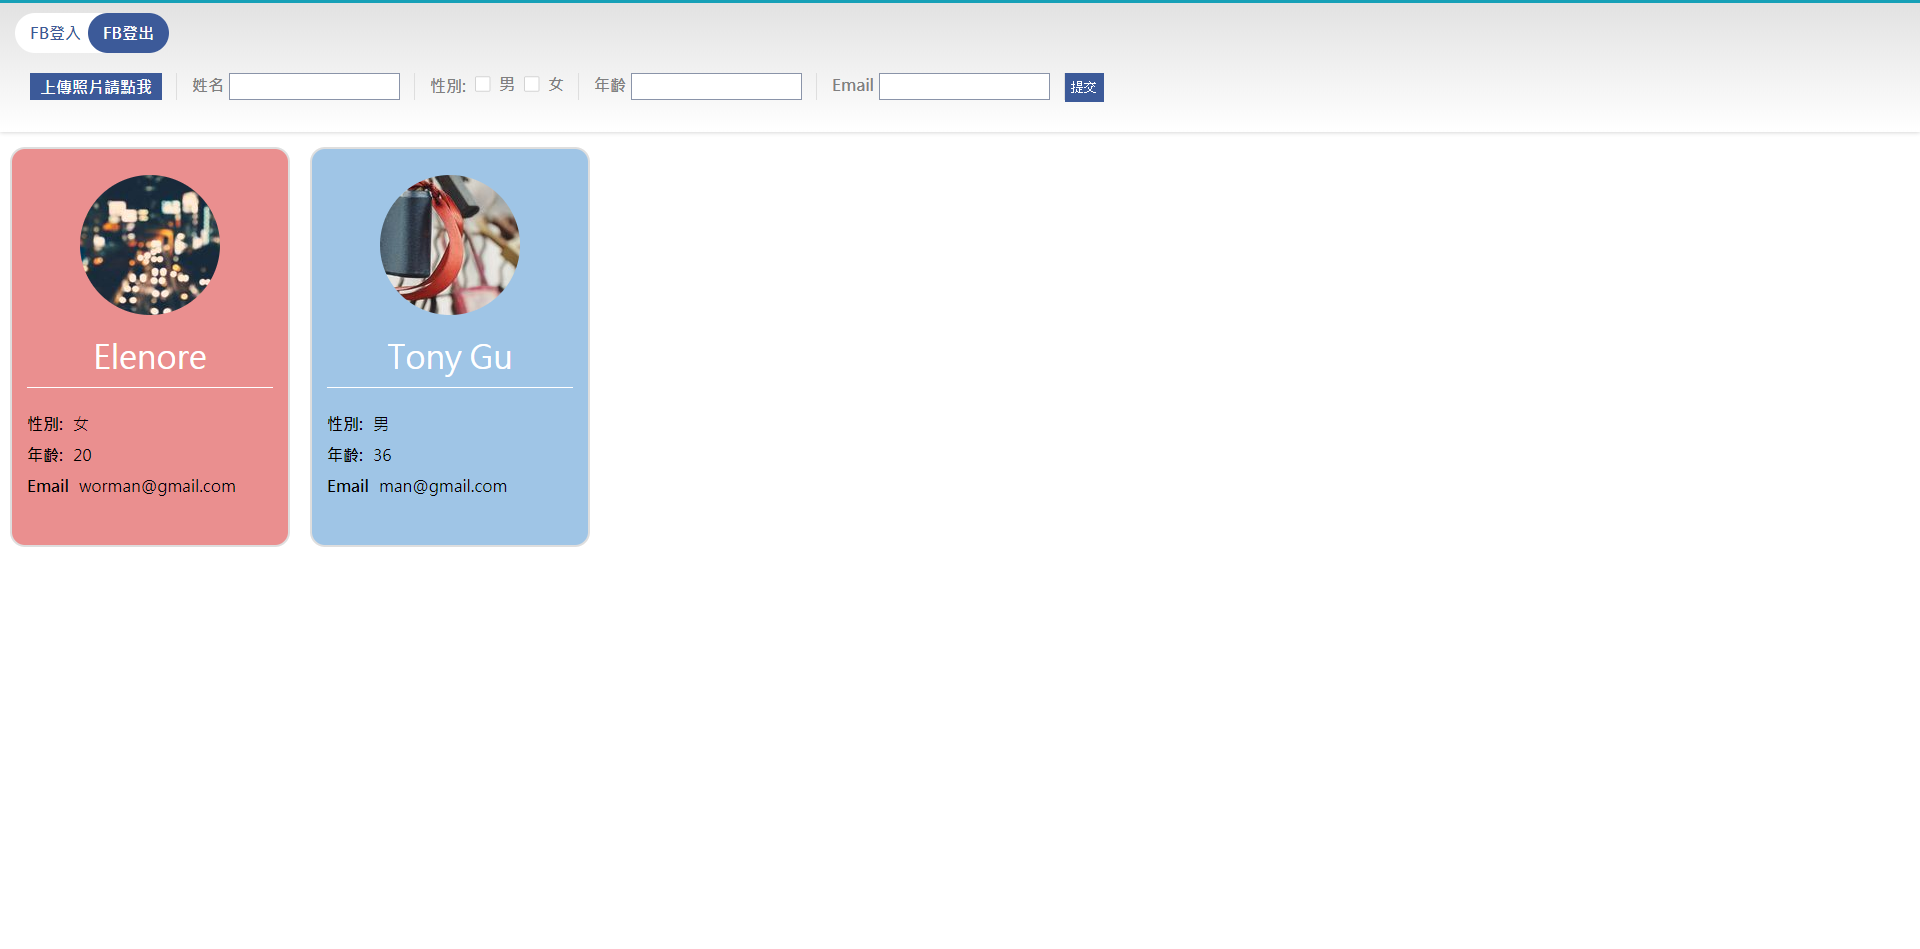 FB登入 FB登出
上傳照片請點我 姓名 性別: 男 女 年齡 Email 提交
Elenore
性別: 女
年齡: 20
Email worman@gmail.com
Tony Gu
性別: 男
年齡: 36
Email man@gmail.com